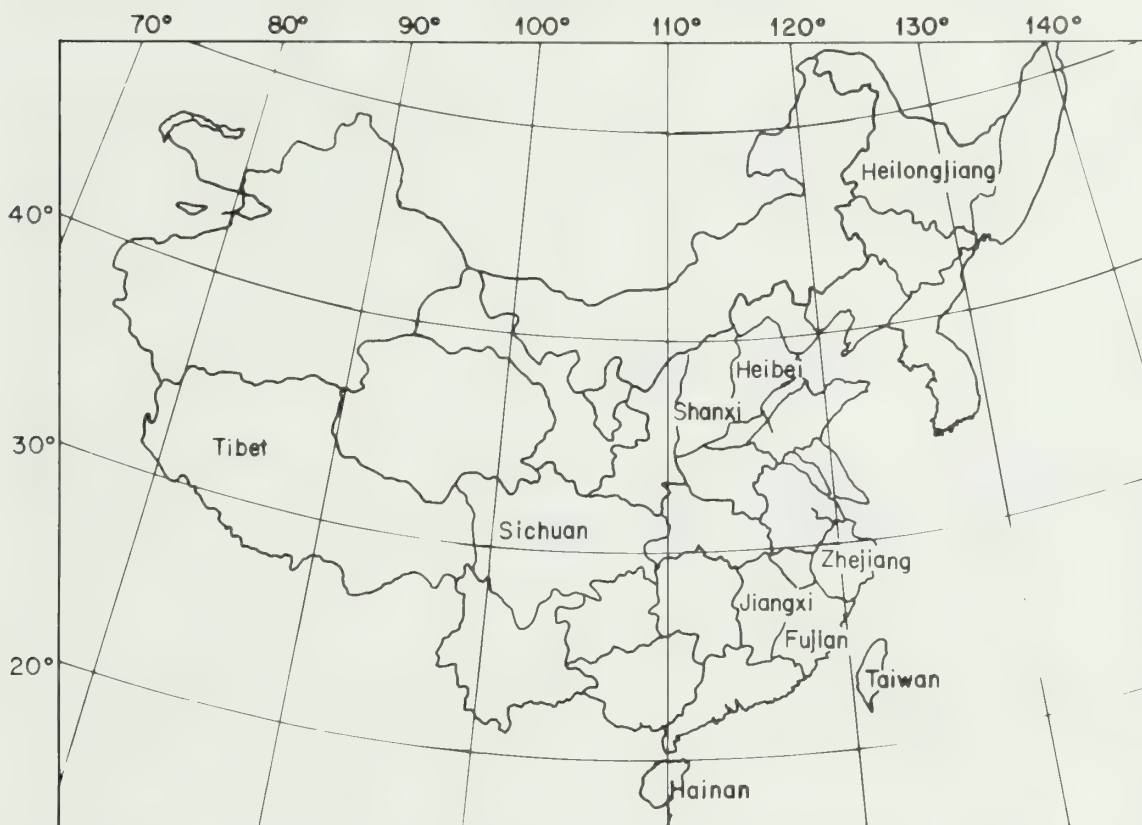 70° 80° 90° 100° 110° 120° 130° 140°
Heilongjiang
40°
Heibei
Shanxi
30°
Tibet
Sichuan
Zhejiang
Jiangxi
Fujian
20°
Taiwan
Hainan